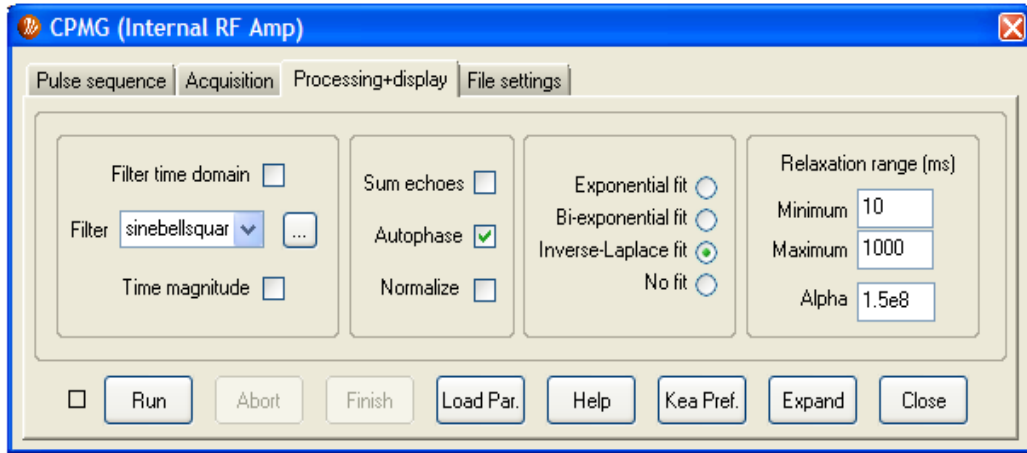 CPMG (Internal RF Amp)
Pulse sequence Acquisition Processing+display File settings
Filter time domain
Filter sinebellsquar ...
Time magnitude
Sum echoes
Autophase
Normalize
Exponential fit
Bi-exponential fit
Inverse-Laplace fit
No fit
Relaxation range (ms)
Minimum 10
Maximum 1000
Alpha 1.5e8
Run Abort Finish Load Par. Help Kea Pref. Expand Close